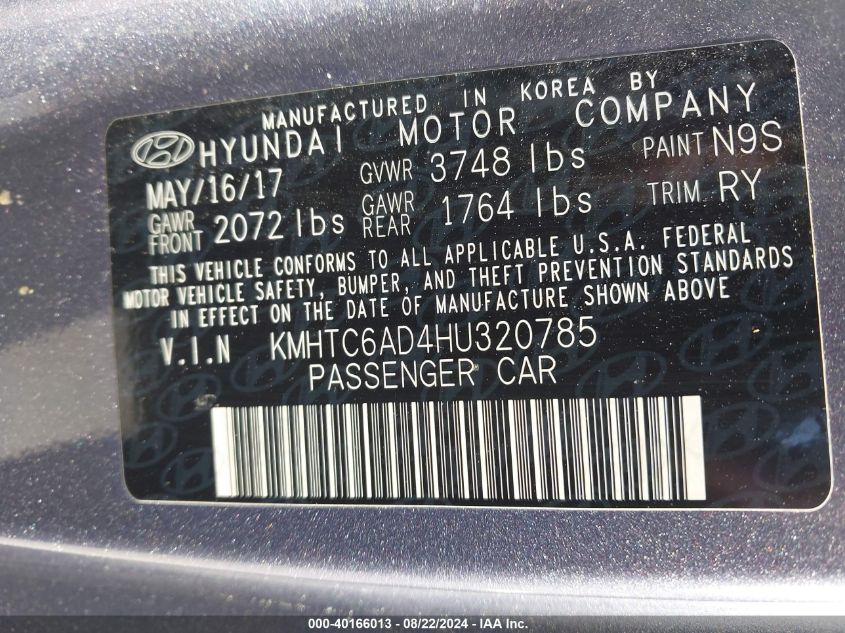 MANUFACTURED IN KOREA BY
HYUNDAI MOTOR COMPANY
MAY/16/17 GVWR 3748 lbs PAINT N9S
GAWR FRONT 2072 lbs GAWR REAR 1764 lbs TRIM RY
THIS VEHICLE CONFORMS TO ALL APPLICABLE U.S.A. FEDERAL
MOTOR VEHICLE SAFETY, BUMPER, AND THEFT PREVENTION STANDARDS
IN EFFECT ON THE DATE OF MANUFACTURE SHOWN ABOVE
V.I.N KMHTC6AD4HU320785
PASSENGER CAR
000-40166013 - 08/22/2024 - IAA Inc.